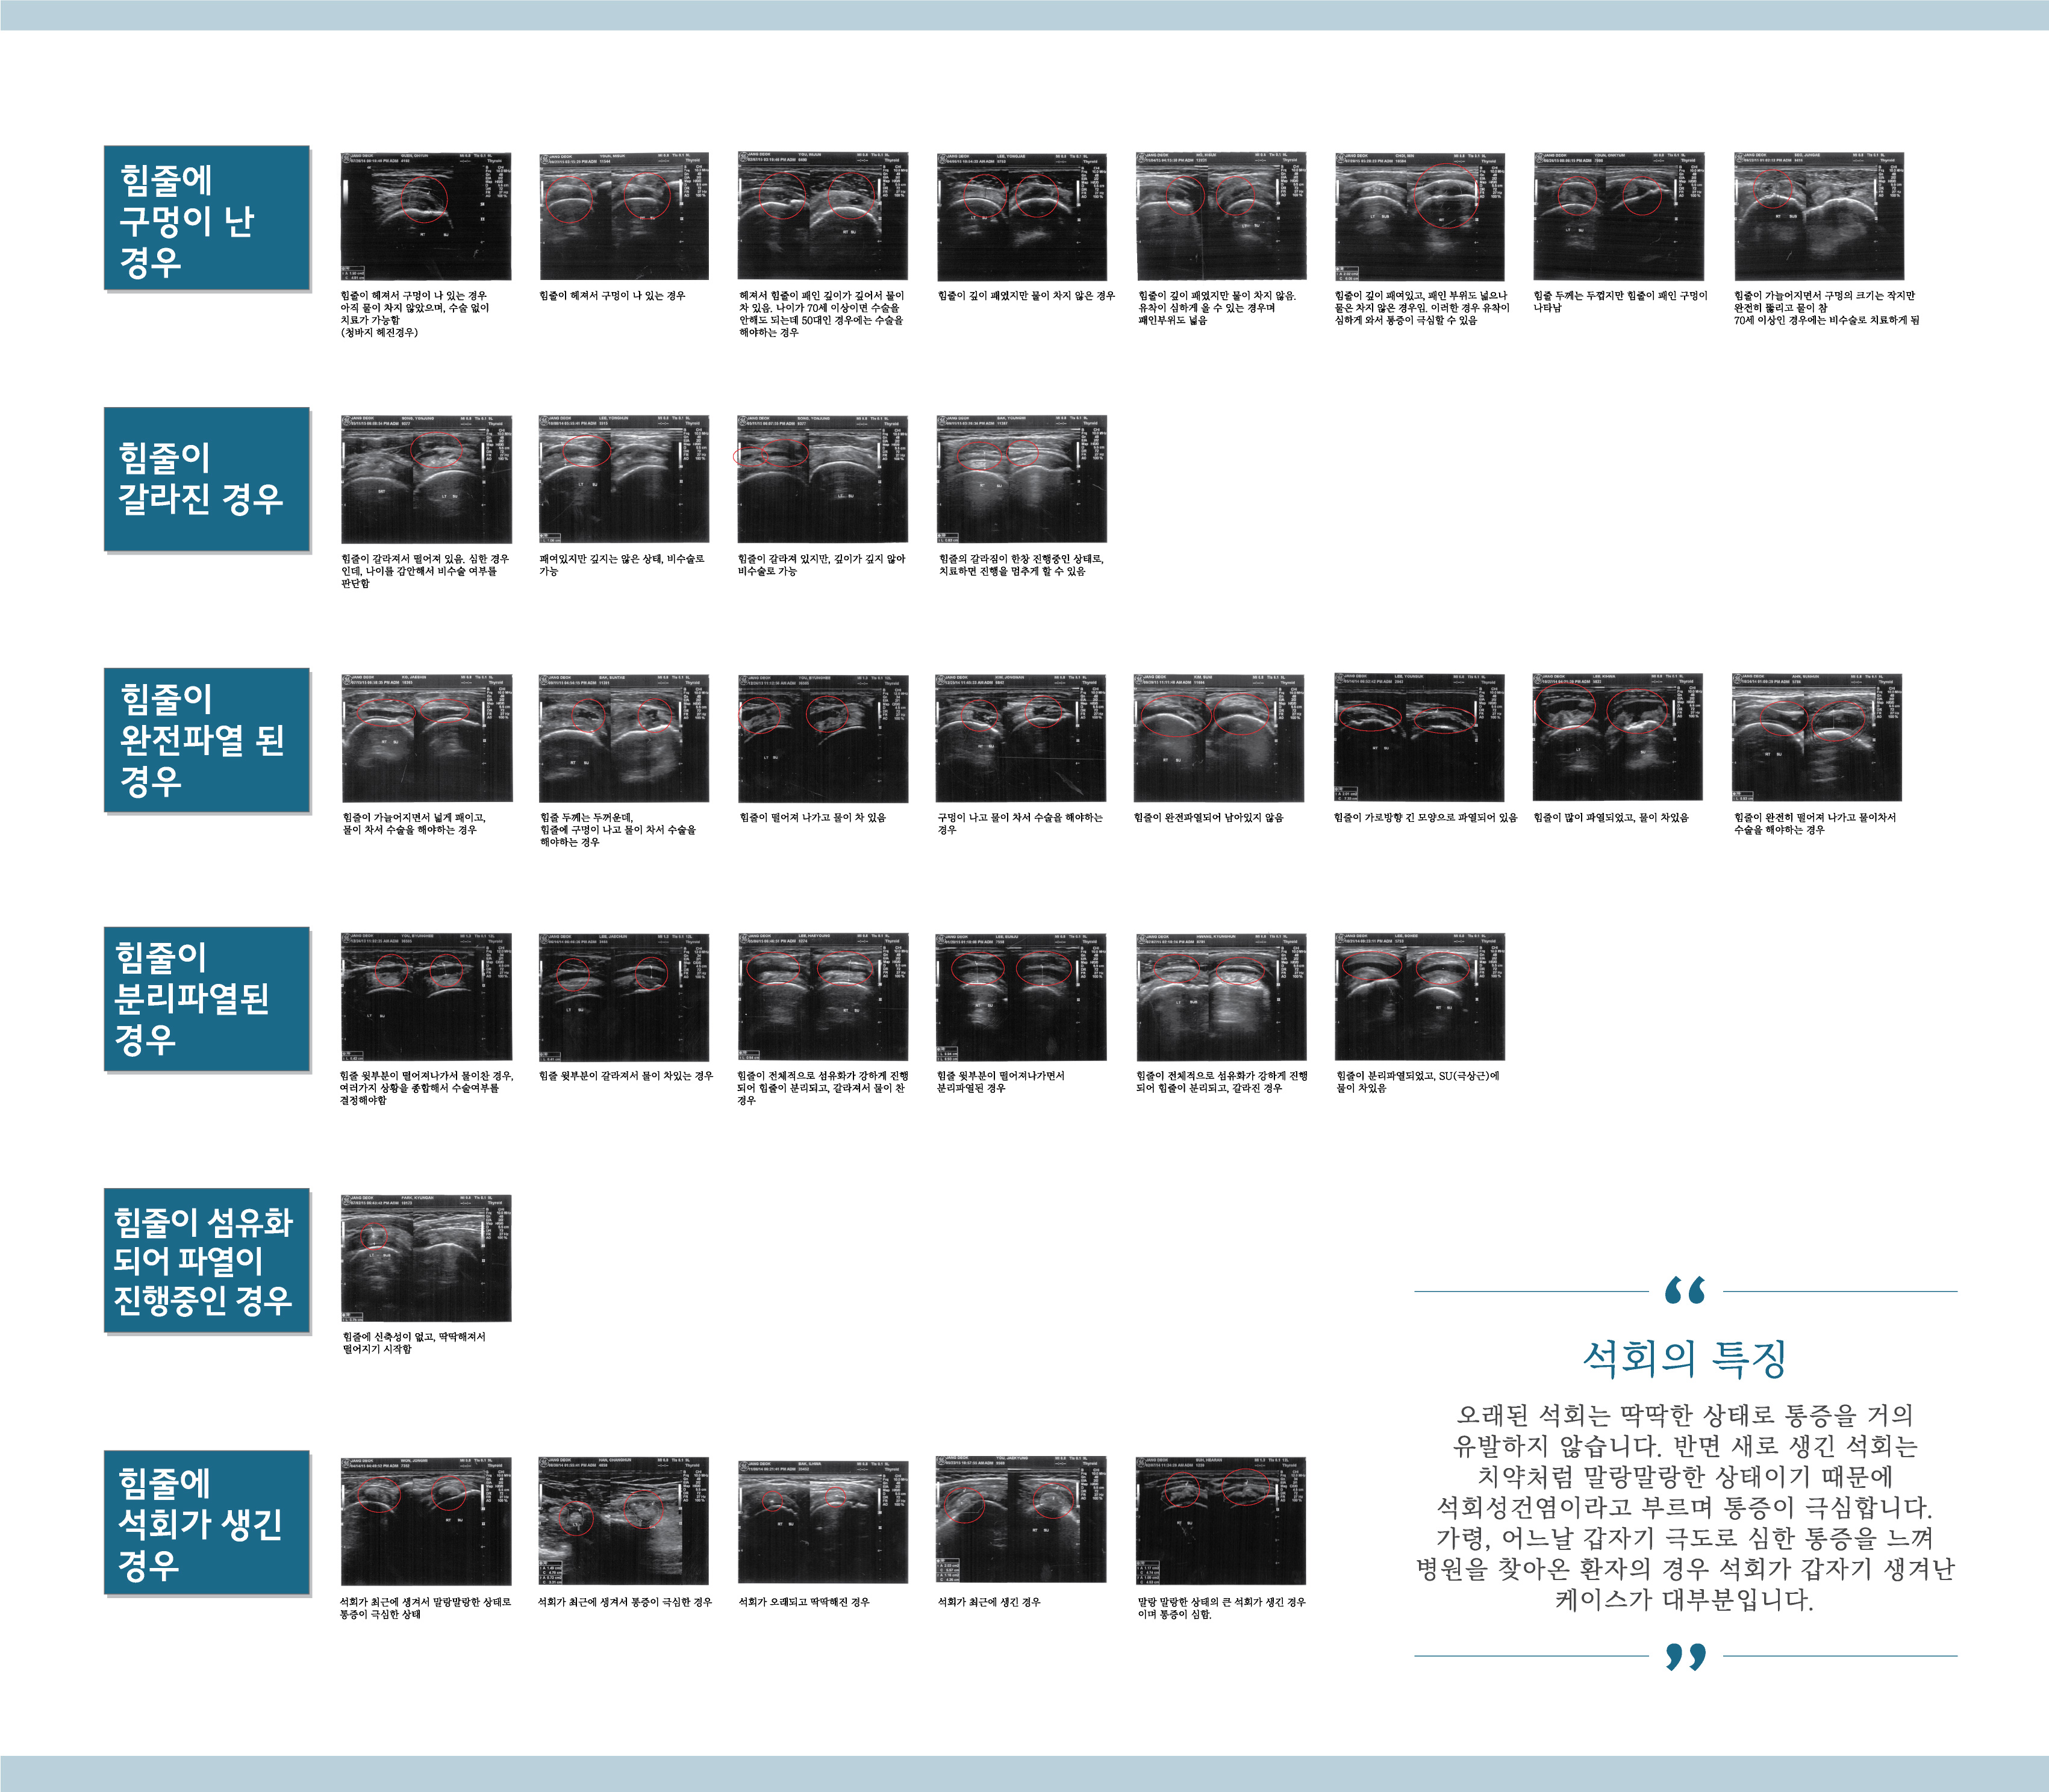 힘줄에
구멍이 난
경우
힘줄이 헤져서 구멍이 나 있는 경우
아직 물이 차지 않았으며, 수술 없이
치료가 가능함
(청바지 헤진경우)
힘줄이 헤져서 구멍이 나 있는 경우
헤져서 힘줄이 패인 깊이가 깊어서 물이
차 있음. 나이가 70세 이상이면 수술을
안해도 되는데 50대인 경우에는 수술을
해야하는 경우
힘줄이 깊이 패였지만 물이 차지 않은 경우
힘줄이 깊이 패였지만 물이 차지 않음.
유착이 심하게 올 수 있는 경우며
패인부위도 넓음
힘줄이 깊이 패여있고, 패인 부위도 넓으나
물은 차지 않은 경우임. 이러한 경우 유착이
심하게 와서 통증이 극심할 수 있음
힘줄 두께는 두껍지만 힘줄이 패인 구멍이
나타남
힘줄이 가늘어지면서 구멍의 크기는 작지만
완전히 뚫리고 물이 참
70세 이상인 경우에는 비수술로 치료하게 됨
힘줄이
갈라진 경우
힘줄이 갈라져서 떨어져 있음. 심한 경우
인데, 나이를 감안해서 비수술 여부를
판단함
패여있지만 깊지는 않은 상태, 비수술로
가능
힘줄이 갈라져 있지만, 깊이가 깊지 않아
비수술로 가능
힘줄의 갈라짐이 한창 진행중인 상태로,
치료하면 진행을 멈추게 할 수 있음
힘줄이
완전파열 된
경우
힘줄이 가늘어지면서 넓게 패이고,
물이 차서 수술을 해야하는 경우
힘줄 두께는 두꺼운데,
힘줄에 구멍이 나고 물이 차서 수술을
해야하는 경우
힘줄이 떨어져 나가고 물이 차 있음
구멍이 나고 물이 차서 수술을 해야하는
경우
힘줄이 완전파열되어 남아있지 않음
힘줄이 가로방향 긴 모양으로 파열되어 있음
힘줄이 많이 파열되었고, 물이 차있음
힘줄이 완전히 떨어져 나가고 물이차서
수술을 해야하는 경우
힘줄이
분리파열된
경우
힘줄 윗부분이 떨어져나가서 물이찬 경우,
여러가지 상황을 종합해서 수술여부를
결정해야함
힘줄 윗부분이 갈라져서 물이 차있는 경우
힘줄이 전체적으로 섬유화가 강하게 진행
되어 힘줄이 분리되고, 갈라져서 물이 찬
경우
힘줄 윗부분이 떨어져나가면서
분리파열된 경우
힘줄이 전체적으로 섬유화가 강하게 진행
되어 힘줄이 분리되고, 갈라진 경우
힘줄이 분리파열되었고, SU(극상근)에
물이 차있음
힘줄이 섬유화
되어 파열이
진행중인 경우
힘줄에 신축성이 없고, 딱딱해져서
떨어지기 시작함
힘줄에
석회가 생긴
경우
석회가 최근에 생겨서 말랑말랑한 상태로
통증이 극심한 상태
석회가 최근에 생겨서 통증이 극심한 경우
석회가 오래되고 딱딱해진 경우
석회가 최근에 생긴 경우
말랑 말랑한 상태의 큰 석회가 생긴 경우
이며 통증이 심함.
“
석회의 특징
오래된 석회는 딱딱한 상태로 통증을 거의
유발하지 않습니다. 반면 새로 생긴 석회는
치약처럼 말랑말랑한 상태이기 때문에
석회성건염이라고 부르며 통증이 극심합니다.
가령, 어느날 갑자기 극도로 심한 통증을 느껴
병원을 찾아온 환자의 경우 석회가 갑자기 생겨난
케이스가 대부분입니다.
”